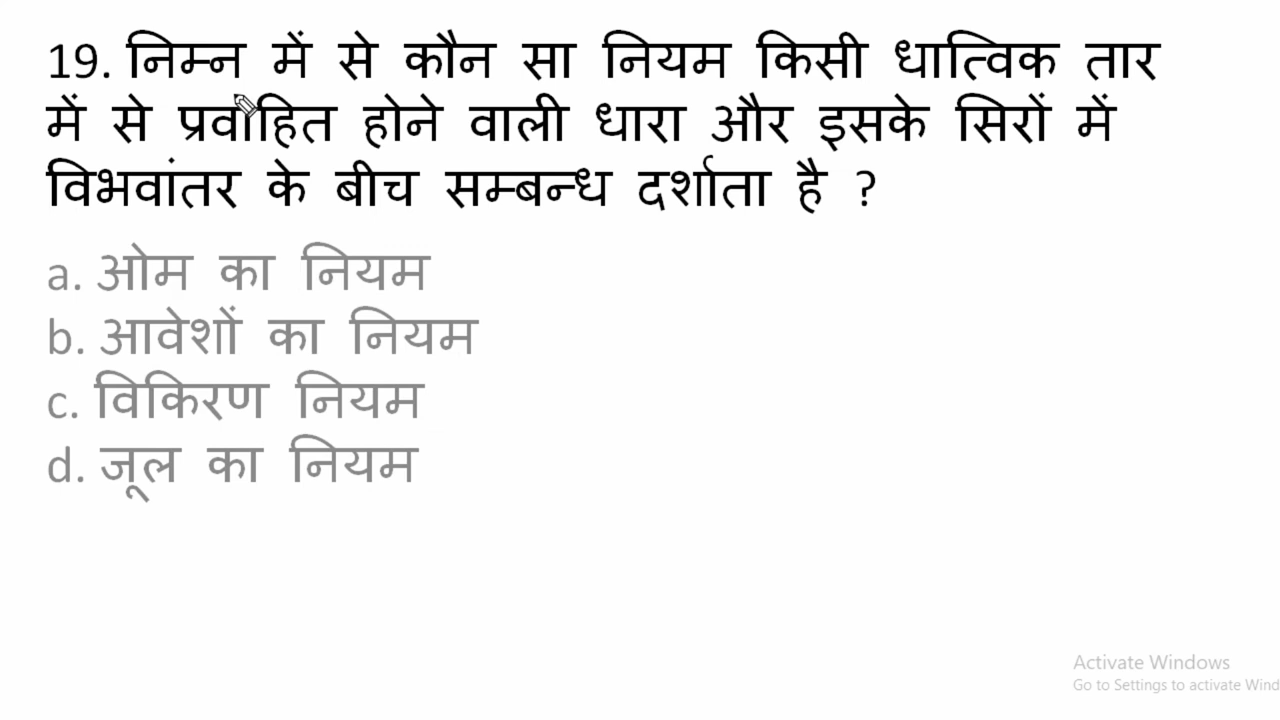 19. निम्न में से कौन सा नियम किसी धात्विक तार
में से प्रवाहित होने वाली धारा और इसके सिरों में
विभवांतर के बीच सम्बन्ध दर्शाता है ?
a. ओम का नियम
b. आवेशों का नियम
c. विकिरण नियम
d. जूल का नियम
Activate Windows
Go to Settings to activate Wind